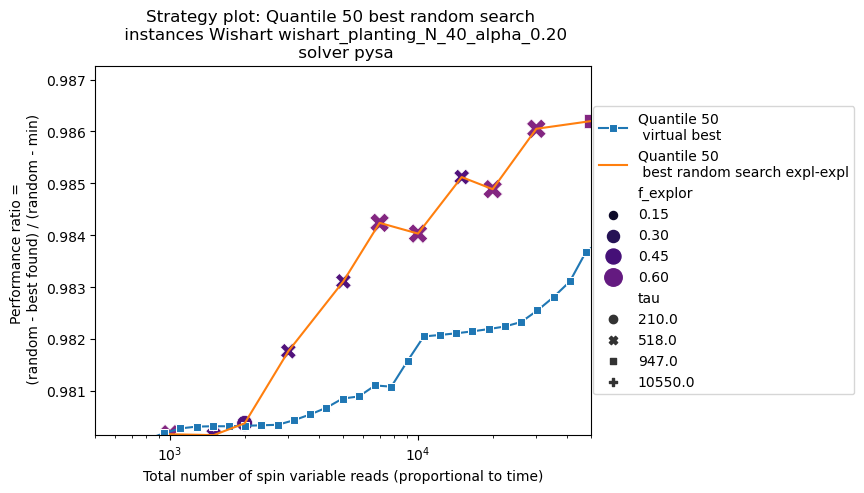 Strategy plot: Quantile 50 best random search
instances Wishart wishart_planting_N_40_alpha_0.20
solver pysa
Performance ratio =
(random - best found) / (random - min)
0.987
0.986
0.985
0.984
0.983
0.982
0.981
10³
10⁴
Total number of spin variable reads (proportional to time)
Quantile 50
virtual best
Quantile 50
best random search expl-expl
f_explor
0.15
0.30
0.45
0.60
tau
210.0
518.0
947.0
10550.0